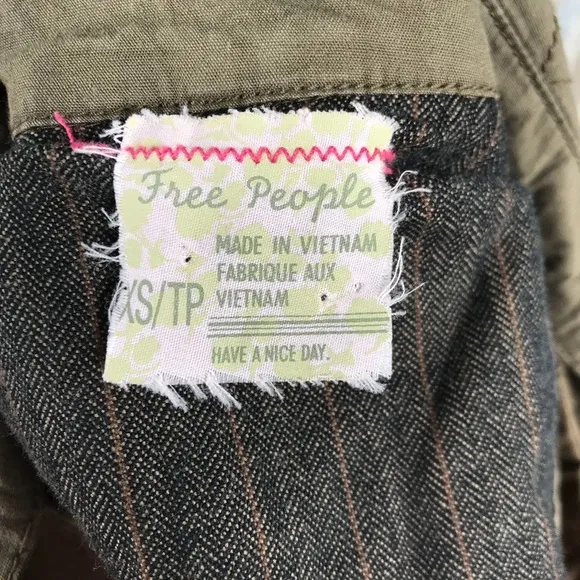 Free People
MADE IN VIETNAM
FABRIQUE AUX
VIETNAM
XS/TP
HAVE A NICE DAY.